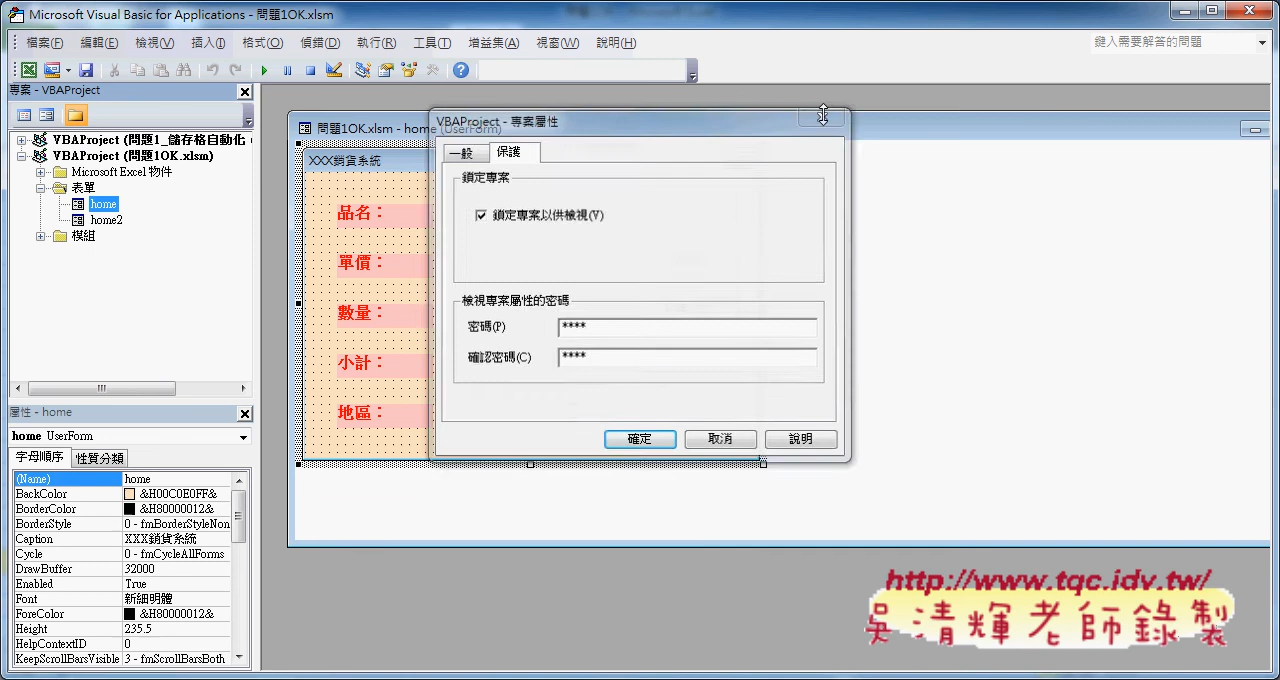 Microsoft Visual Basic for Applications - 問題1OK.xlsm
檔案(F) 編輯(E) 檢視(V) 插入(I) 格式(O) 偵錯(D) 執行(R) 工具(T) 增益集(A) 視窗(W) 說明(H) 鍵入需要解答的問題
專案 - VBAProject
VBAProject (問題1_儲存格自動化
VBAProject (問題1OK.xlsm)
Microsoft Excel 物件
表單
home
home2
模組
問題1OK.xlsm - home (UserForm)
XXX銷貨系統
品名：
單價：
數量：
小計：
地區：
VBAProject - 專案屬性
一般 保護
鎖定專案
鎖定專案以供檢視(V)
檢視專案屬性的密碼
密碼(P) ****
確認密碼(C) ****
確定 取消 說明
屬性 - home
home UserForm
字母順序 性質分類
(Name) home
BackColor &H00C0E0FF&
BorderColor &H80000012&
BorderStyle 0 - fmBorderStyleNon
Caption XXX銷貨系統
Cycle 0 - fmCycleAllForms
DrawBuffer 32000
Enabled True
Font 新細明體
ForeColor &H80000012&
Height 235.5
HelpContextID 0
KeepScrollBarsVisible 3 - fmScrollBarsBoth
http://www.tqc.idv.tw/
吳清輝老師錄製